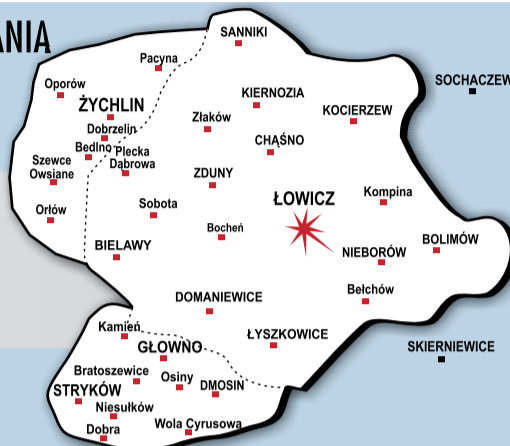 ANIA
SANNIKI
Pacyna
SOCHACZEW
Oporów
KIERNOZIA
ŻYCHLIN
KOCIERZEW
Złaków
Dobrzelin
CHĄŚNO
Bedlno
Plecka
Dąbrowa
Szewce
Owsiane
ZDUNY
Kompina
ŁOWICZ
Sobota
Orłów
Bocheń
BOLIMÓW
BIELAWY
NIEBORÓW
Bełchów
DOMANIEWICE
Kamień
ŁYSZKOWICE
GŁOWNO
SKIERNIEWICE
Bratoszewice
Osiny
DMOSIN
STRYKÓW
Niesułków
Wola Cyrusowa
Dobra